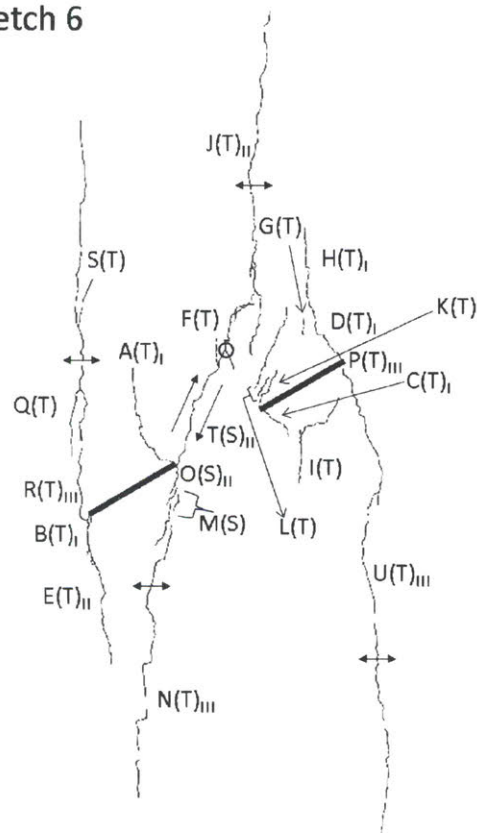 etch 6
J(T)II
G(T)
S(T)
H(T)I
F(T)
D(T)I
K(T)
A(T)I
P(T)III
C(T)I
Q(T)
T(S)II
O(S)II
I(T)
R(T)III
M(S)
L(T)
B(T)I
U(T)III
E(T)II
N(T)III